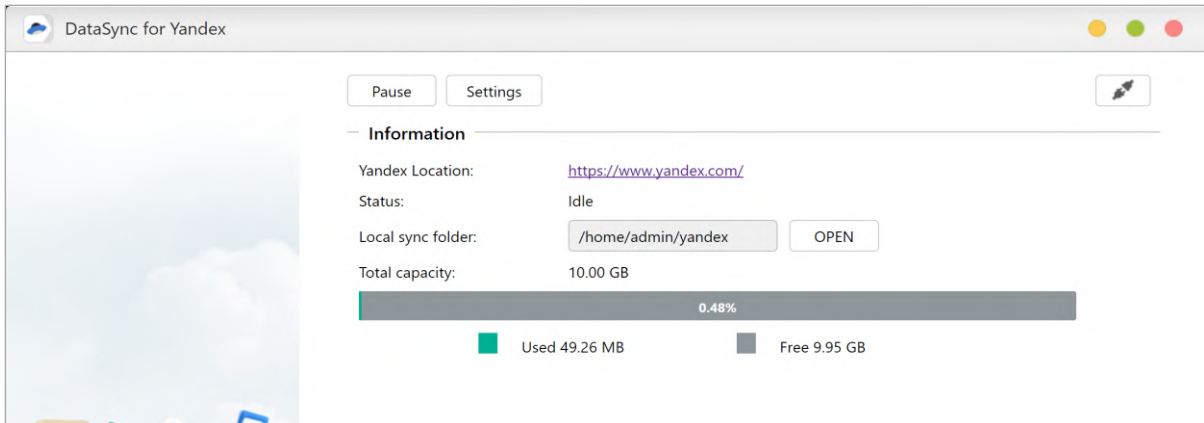 DataSync for Yandex
Pause Settings
Information
Yandex Location: https://www.yandex.com/
Status: Idle
Local sync folder: /home/admin/yandex OPEN
Total capacity: 10.00 GB
0.48%
Used 49.26 MB Free 9.95 GB